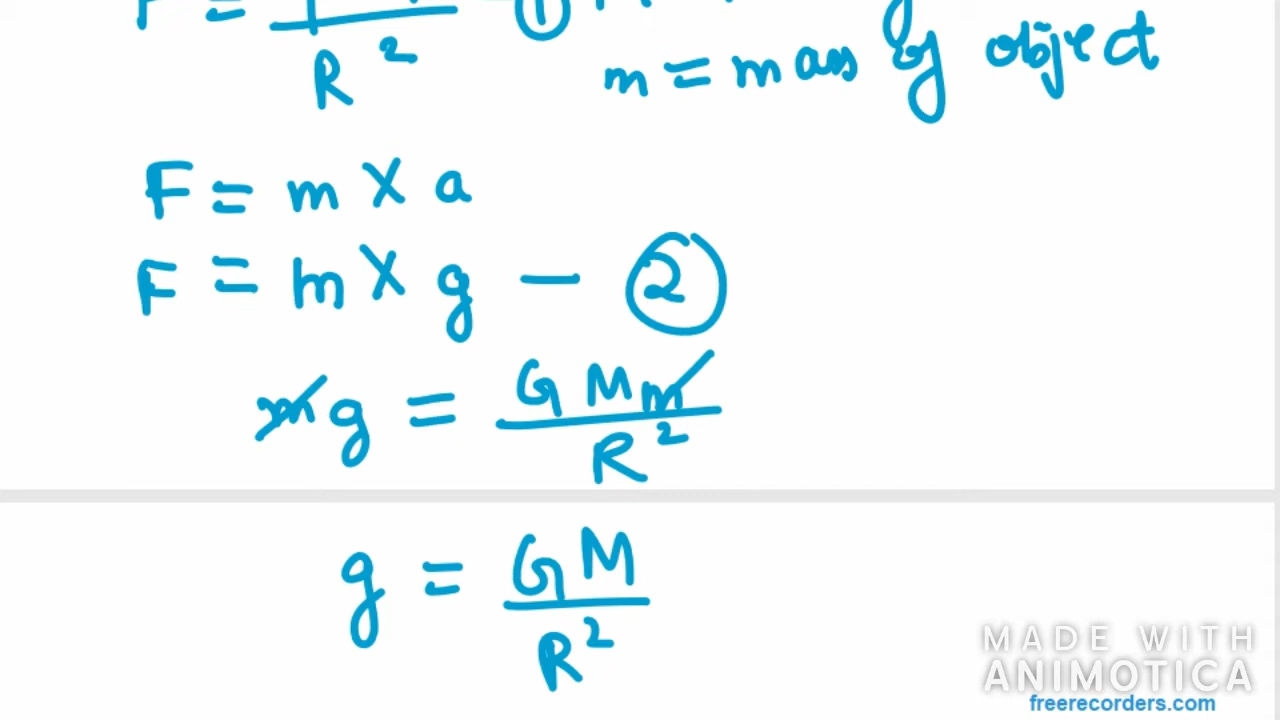 R²
m = mass of object
F = m X a
F = m X g - ②
mg = GMm
R²
g = GM
R²
MADE WITH
ANIMOTICA
freerecorders.com